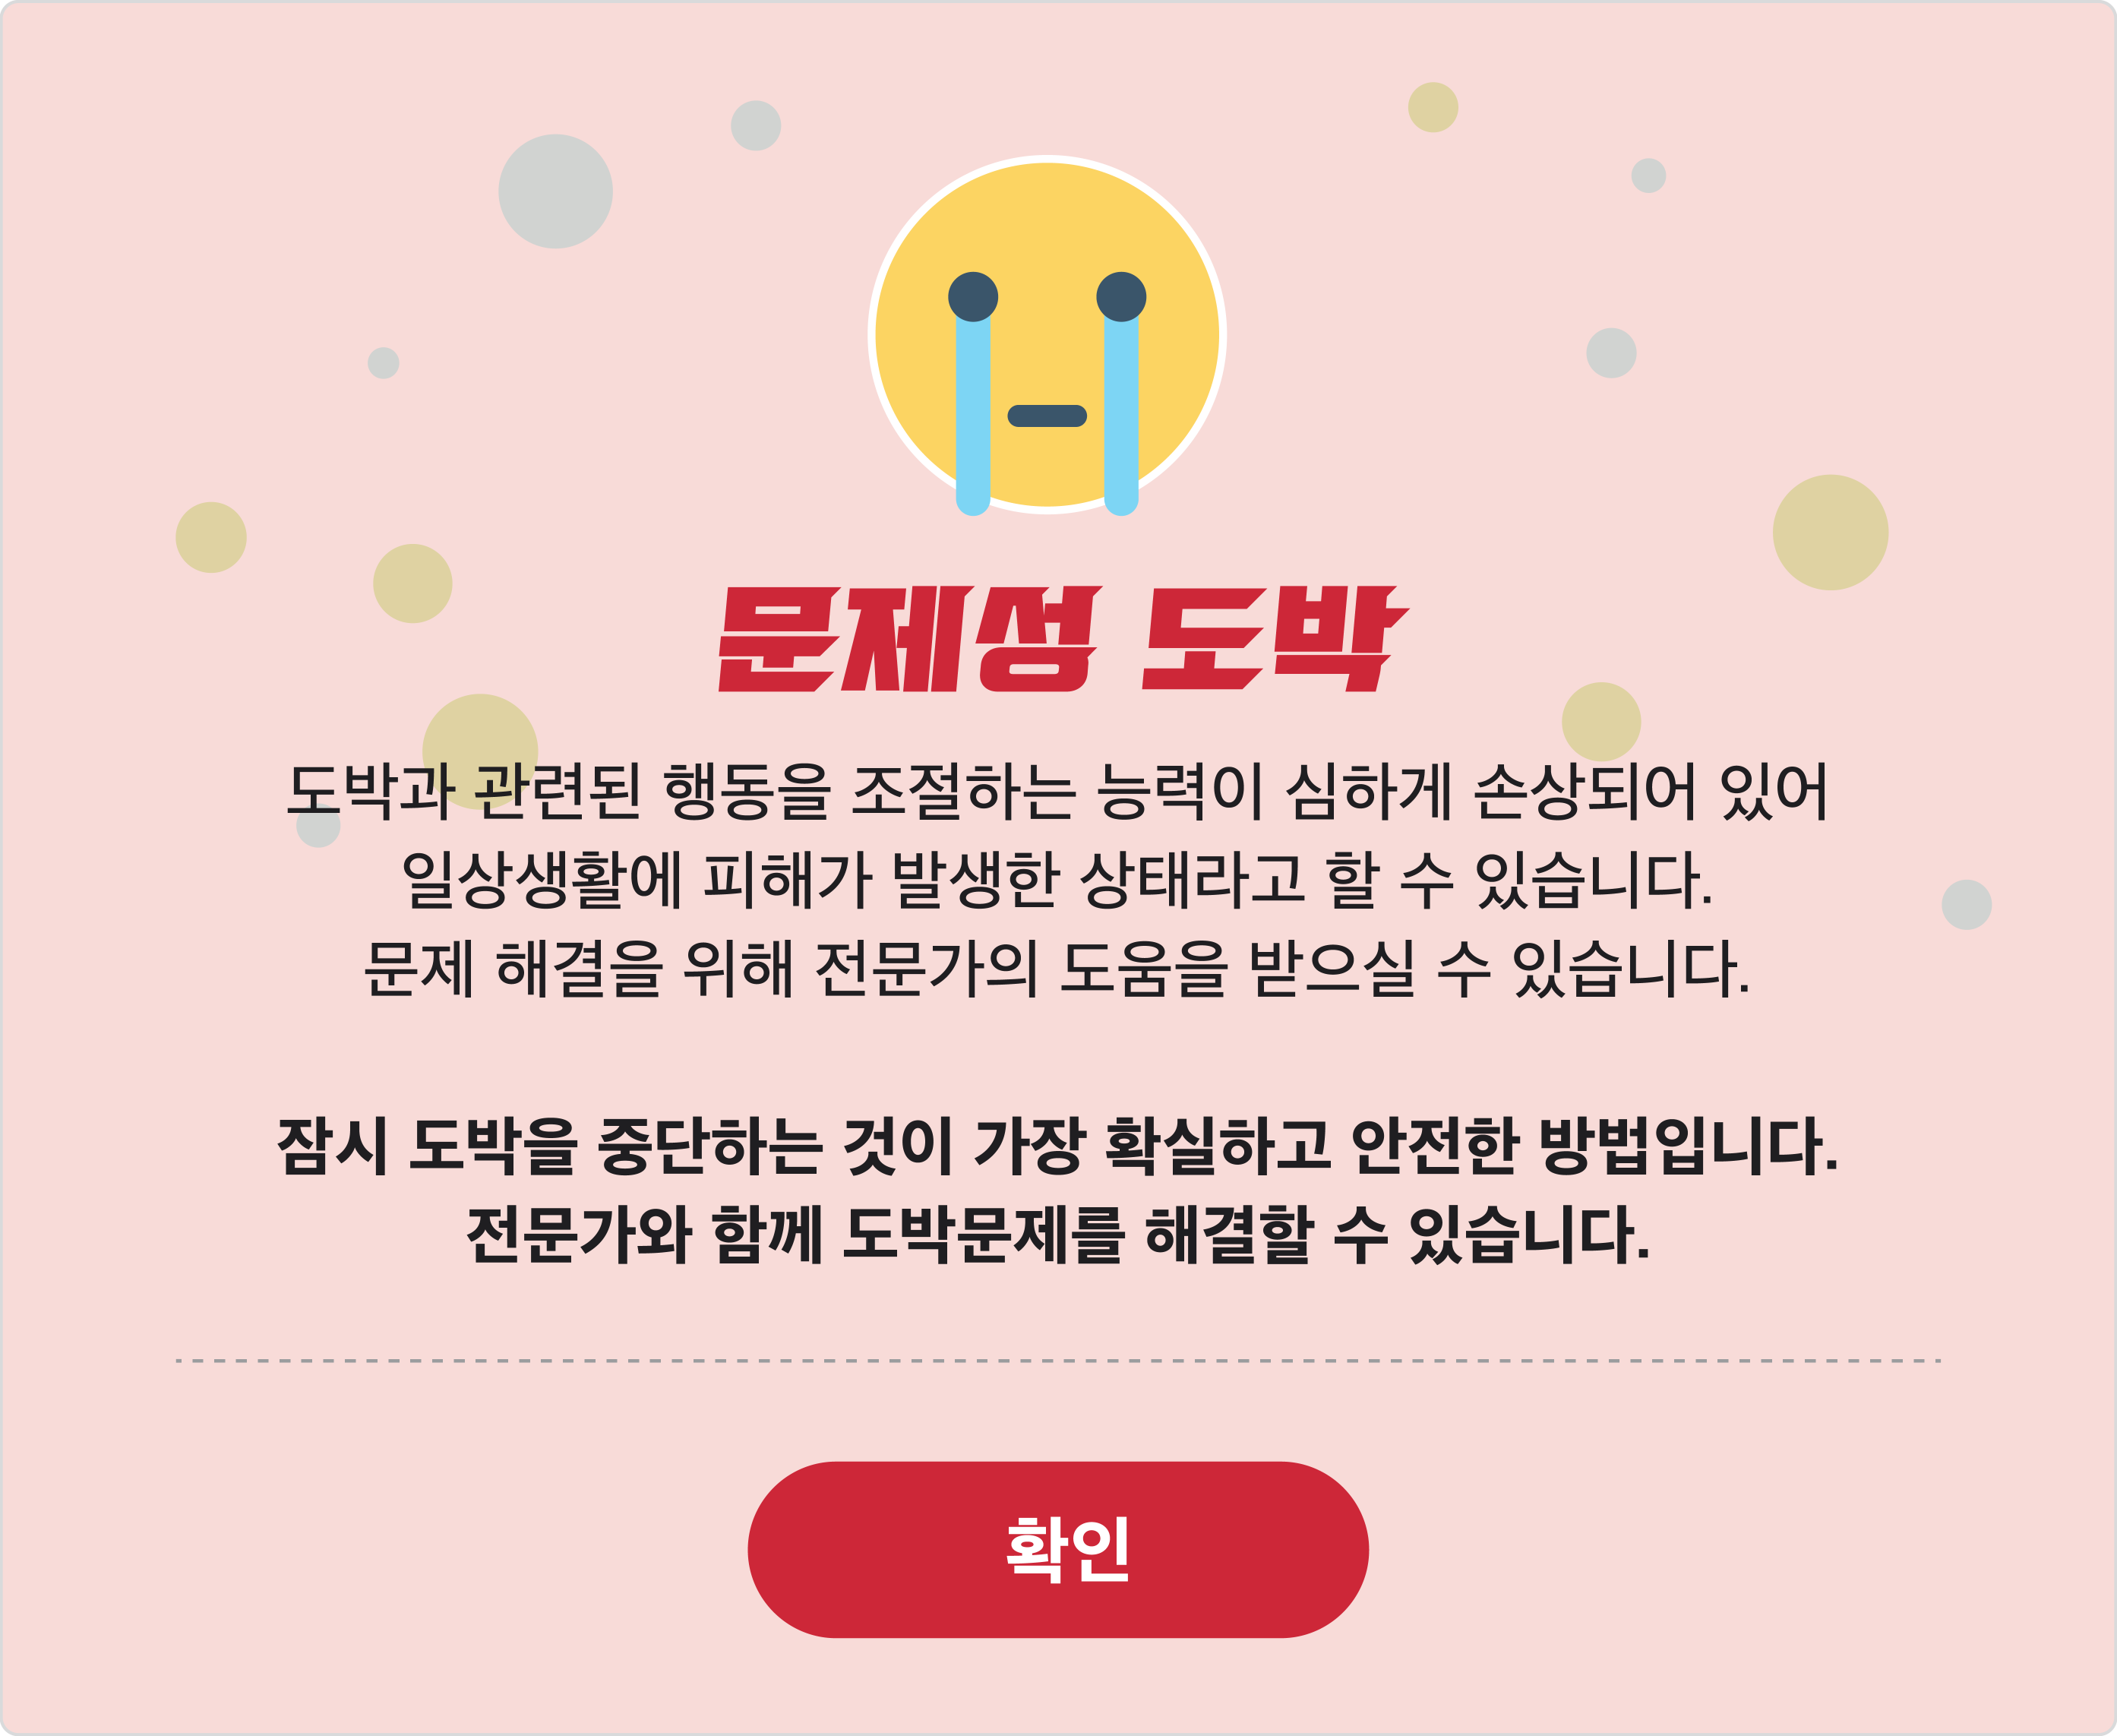 문제성 도박
도박과 관련된 행동을 조절하는 능력이 심하게 손상되어 있어
일상생활에 피해가 발생한 상태라고 할 수 있습니다.
문제 해결을 위해 전문가의 도움을 받으실 수 있습니다.
잠시 도박을 중단하는 것이 가장 확실하고 안전한 방법입니다.
전문가와 함께 도박문제를 해결할 수 있습니다.
확인